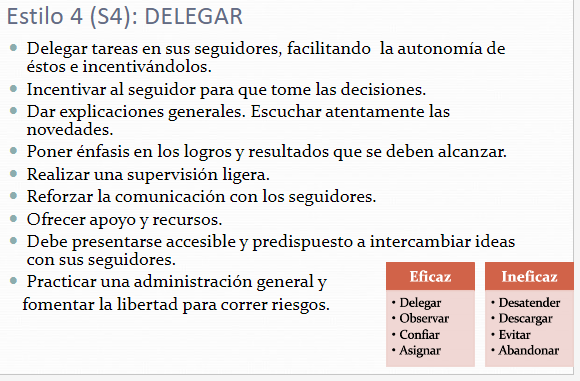 Estilo 4 (S4): DELEGAR
• Delegar tareas en sus seguidores, facilitando la autonomía de
éstos e incentivándolos.
• Incentivar al seguidor para que tome las decisiones.
• Dar explicaciones generales. Escuchar atentamente las
novedades.
• Poner énfasis en los logros y resultados que se deben alcanzar.
• Realizar una supervisión ligera.
• Reforzar la comunicación con los seguidores.
• Ofrecer apoyo y recursos.
• Debe presentarse accesible y predispuesto a intercambiar ideas
con sus seguidores.
• Practicar una administración general y
fomentar la libertad para correr riesgos.
Eficaz
• Delegar
• Observar
• Confiar
• Asignar
Ineficaz
• Desatender
• Descargar
• Evitar
• Abandonar